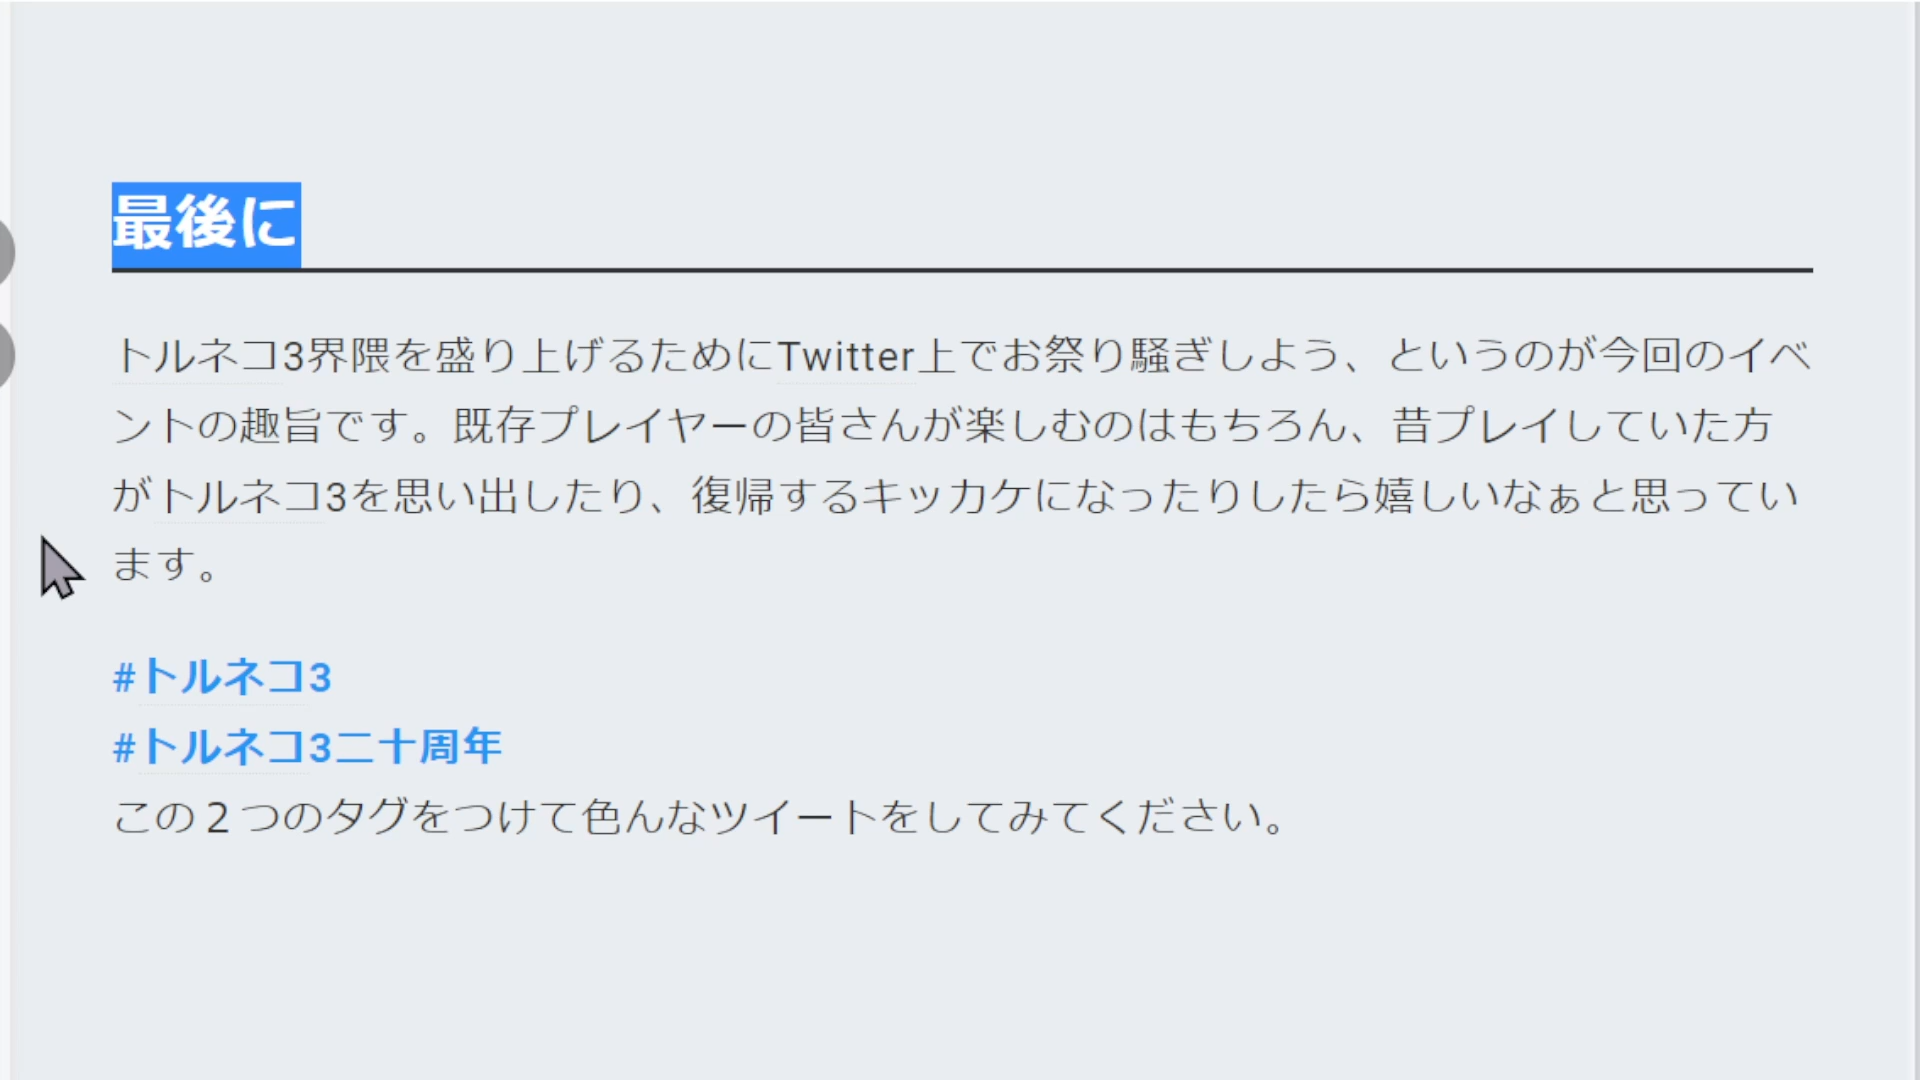 最後に
トルネコ3界隈を盛り上げるためにTwitter上でお祭り騒ぎしよう、というのが今回のイベ
ントの趣旨です。既存プレイヤーの皆さんが楽しむのはもちろん、昔プレイしていた方
がトルネコ3を思い出したり、復帰するキッカケになったりしたら嬉しいなぁと思ってい
ます。
#トルネコ3
#トルネコ3二十周年
この２つのタグをつけて色んなツイートをしてみてください。